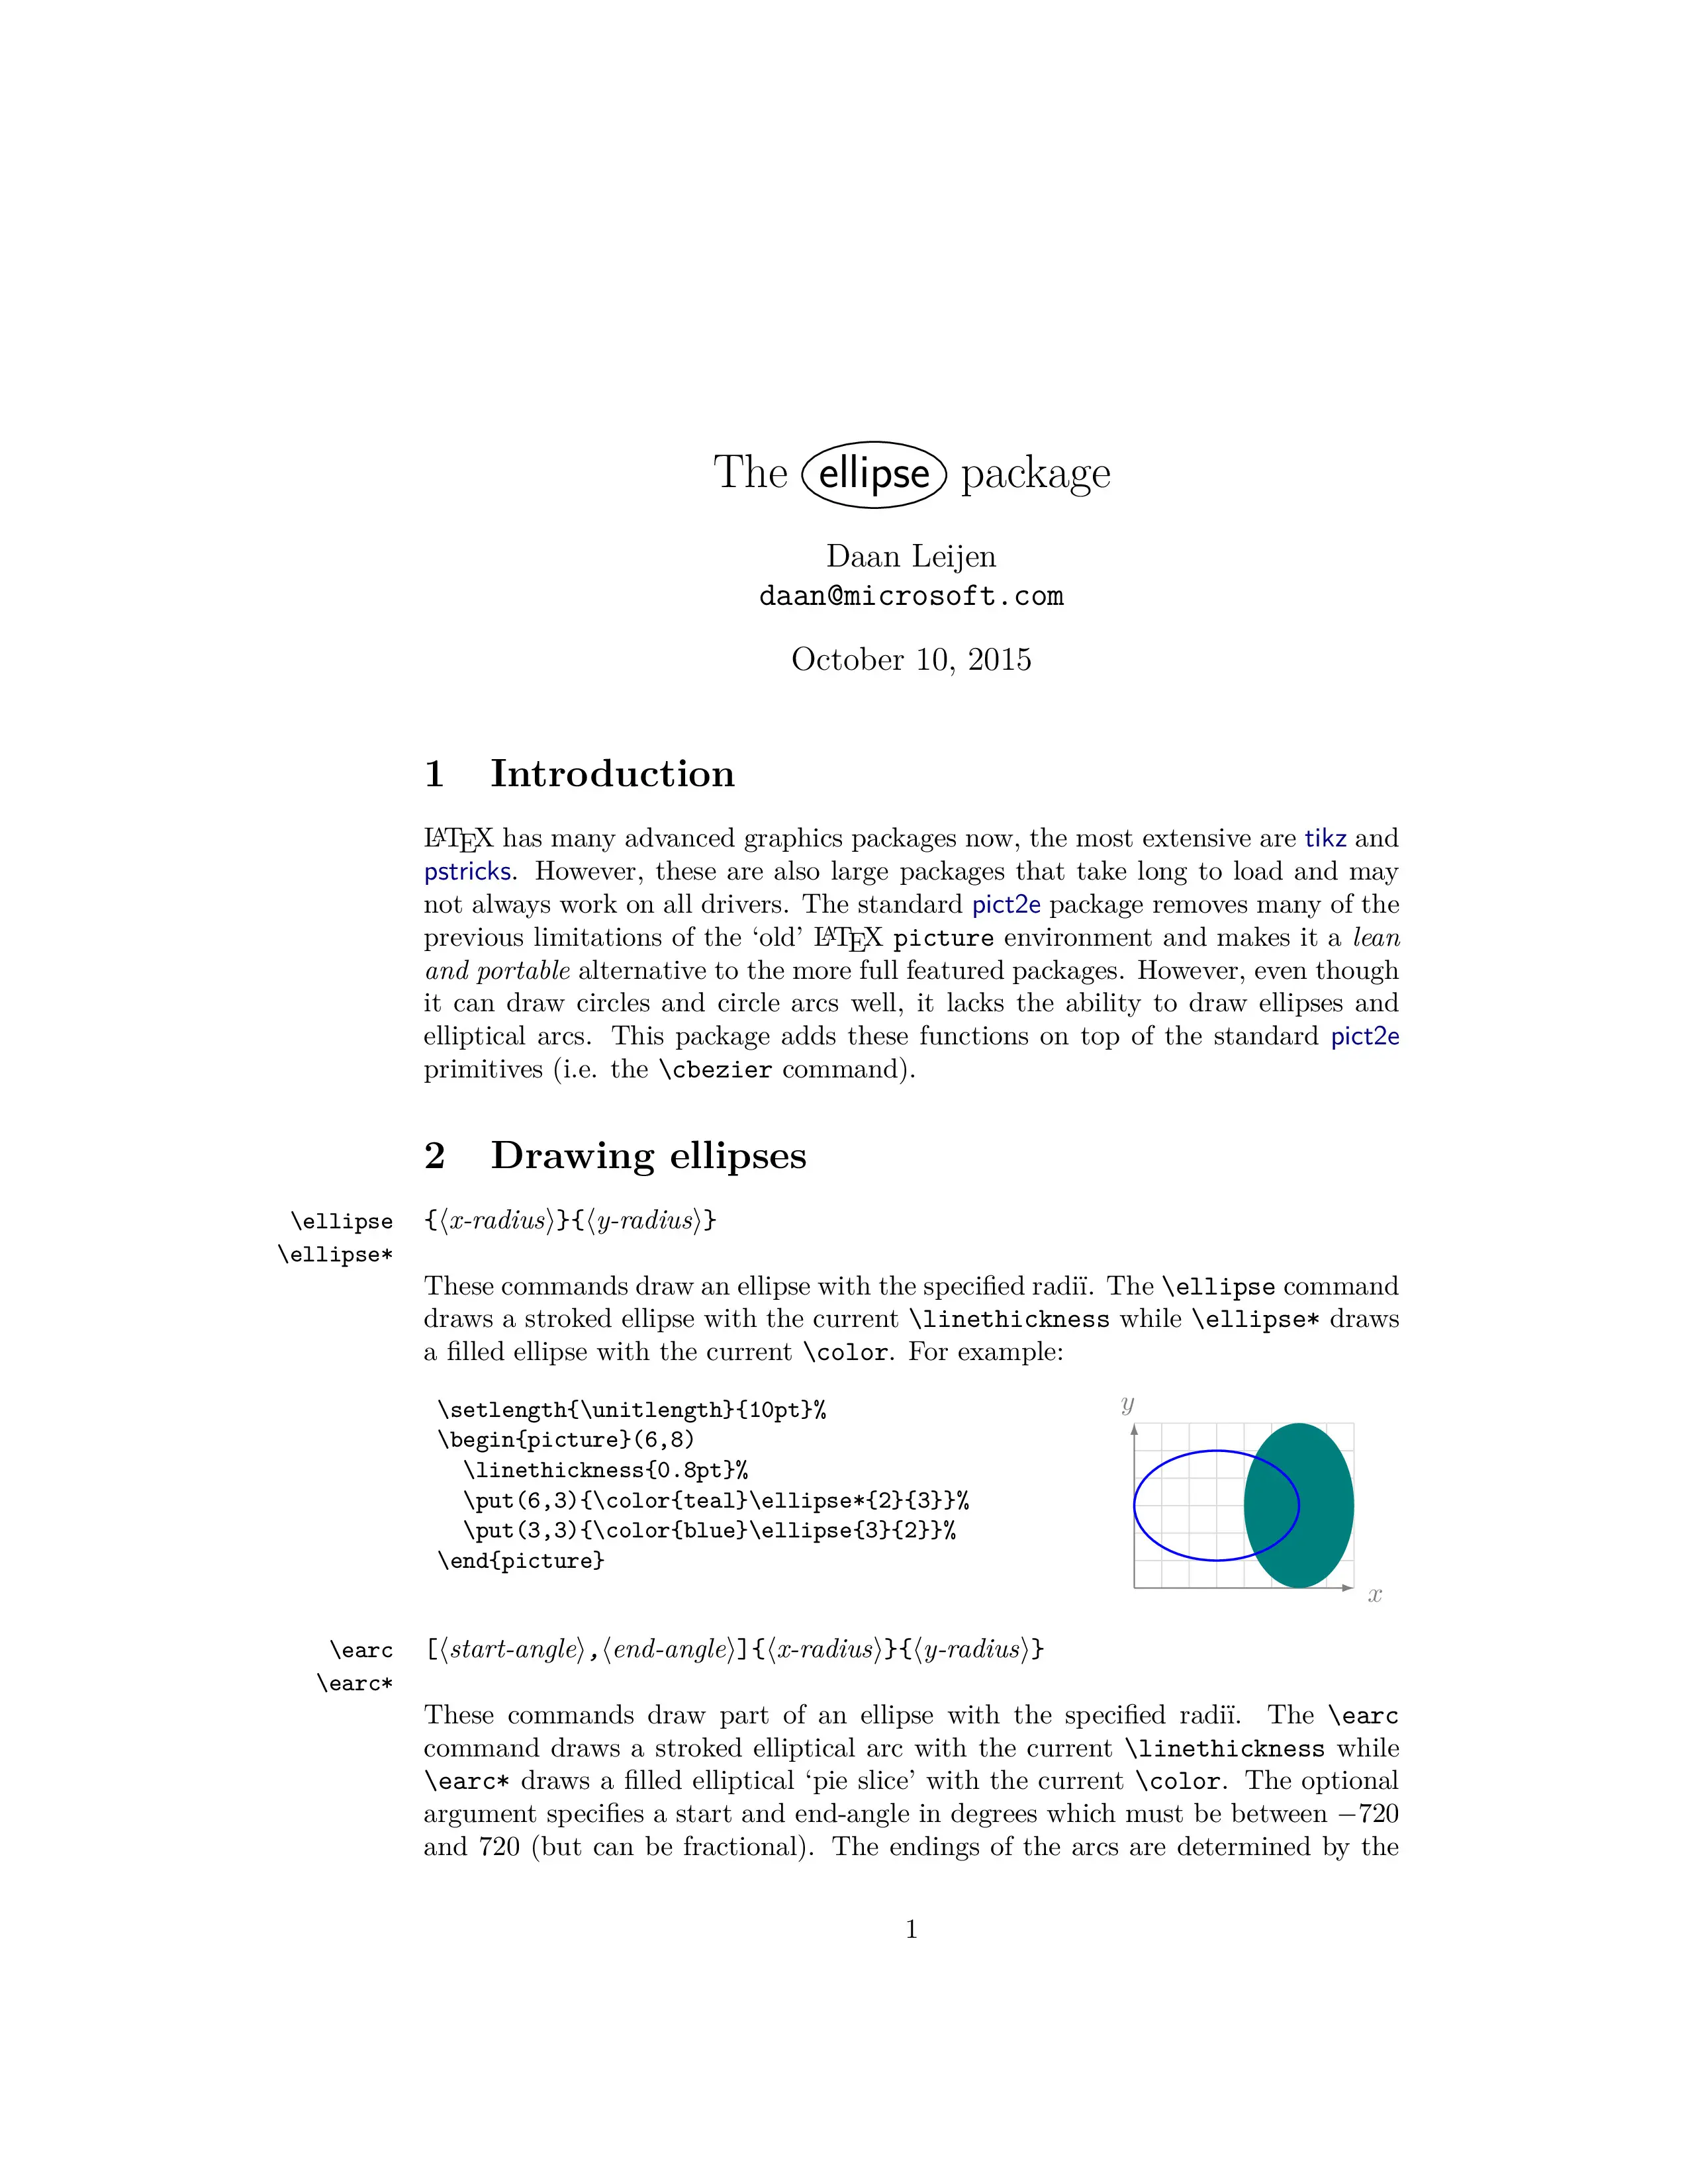 The ellipse package
Daan Leijen
daan@microsoft.com
October 10, 2015
1 Introduction
LATEX has many advanced graphics packages now, the most extensive are tikz and
pstricks. However, these are also large packages that take long to load and may
not always work on all drivers. The standard pict2e package removes many of the
previous limitations of the ‘old’ LATEX picture environment and makes it a lean
and portable alternative to the more full featured packages. However, even though
it can draw circles and circle arcs well, it lacks the ability to draw ellipses and
elliptical arcs. This package adds these functions on top of the standard pict2e
primitives (i.e. the \cbezier command).
2 Drawing ellipses
\ellipse {⟨x-radius⟩}{⟨y-radius⟩}
\ellipse*
These commands draw an ellipse with the specified radiï. The \ellipse command
draws a stroked ellipse with the current \linethickness while \ellipse* draws
a filled ellipse with the current \color. For example:
\setlength{\unitlength}{10pt}%
\begin{picture}(6,8)
\linethickness{0.8pt}%
\put(6,3){\color{teal}\ellipse*{2}{3}}%
\put(3,3){\color{blue}\ellipse{3}{2}}%
\end{picture}
y
x
\earc [⟨start-angle⟩,⟨end-angle⟩]{⟨x-radius⟩}{⟨y-radius⟩}
\earc*
These commands draw part of an ellipse with the specified radiï. The \earc
command draws a stroked elliptical arc with the current \linethickness while
\earc* draws a filled elliptical ‘pie slice’ with the current \color. The optional
argument specifies a start and end-angle in degrees which must be between −720
and 720 (but can be fractional). The endings of the arcs are determined by the
1